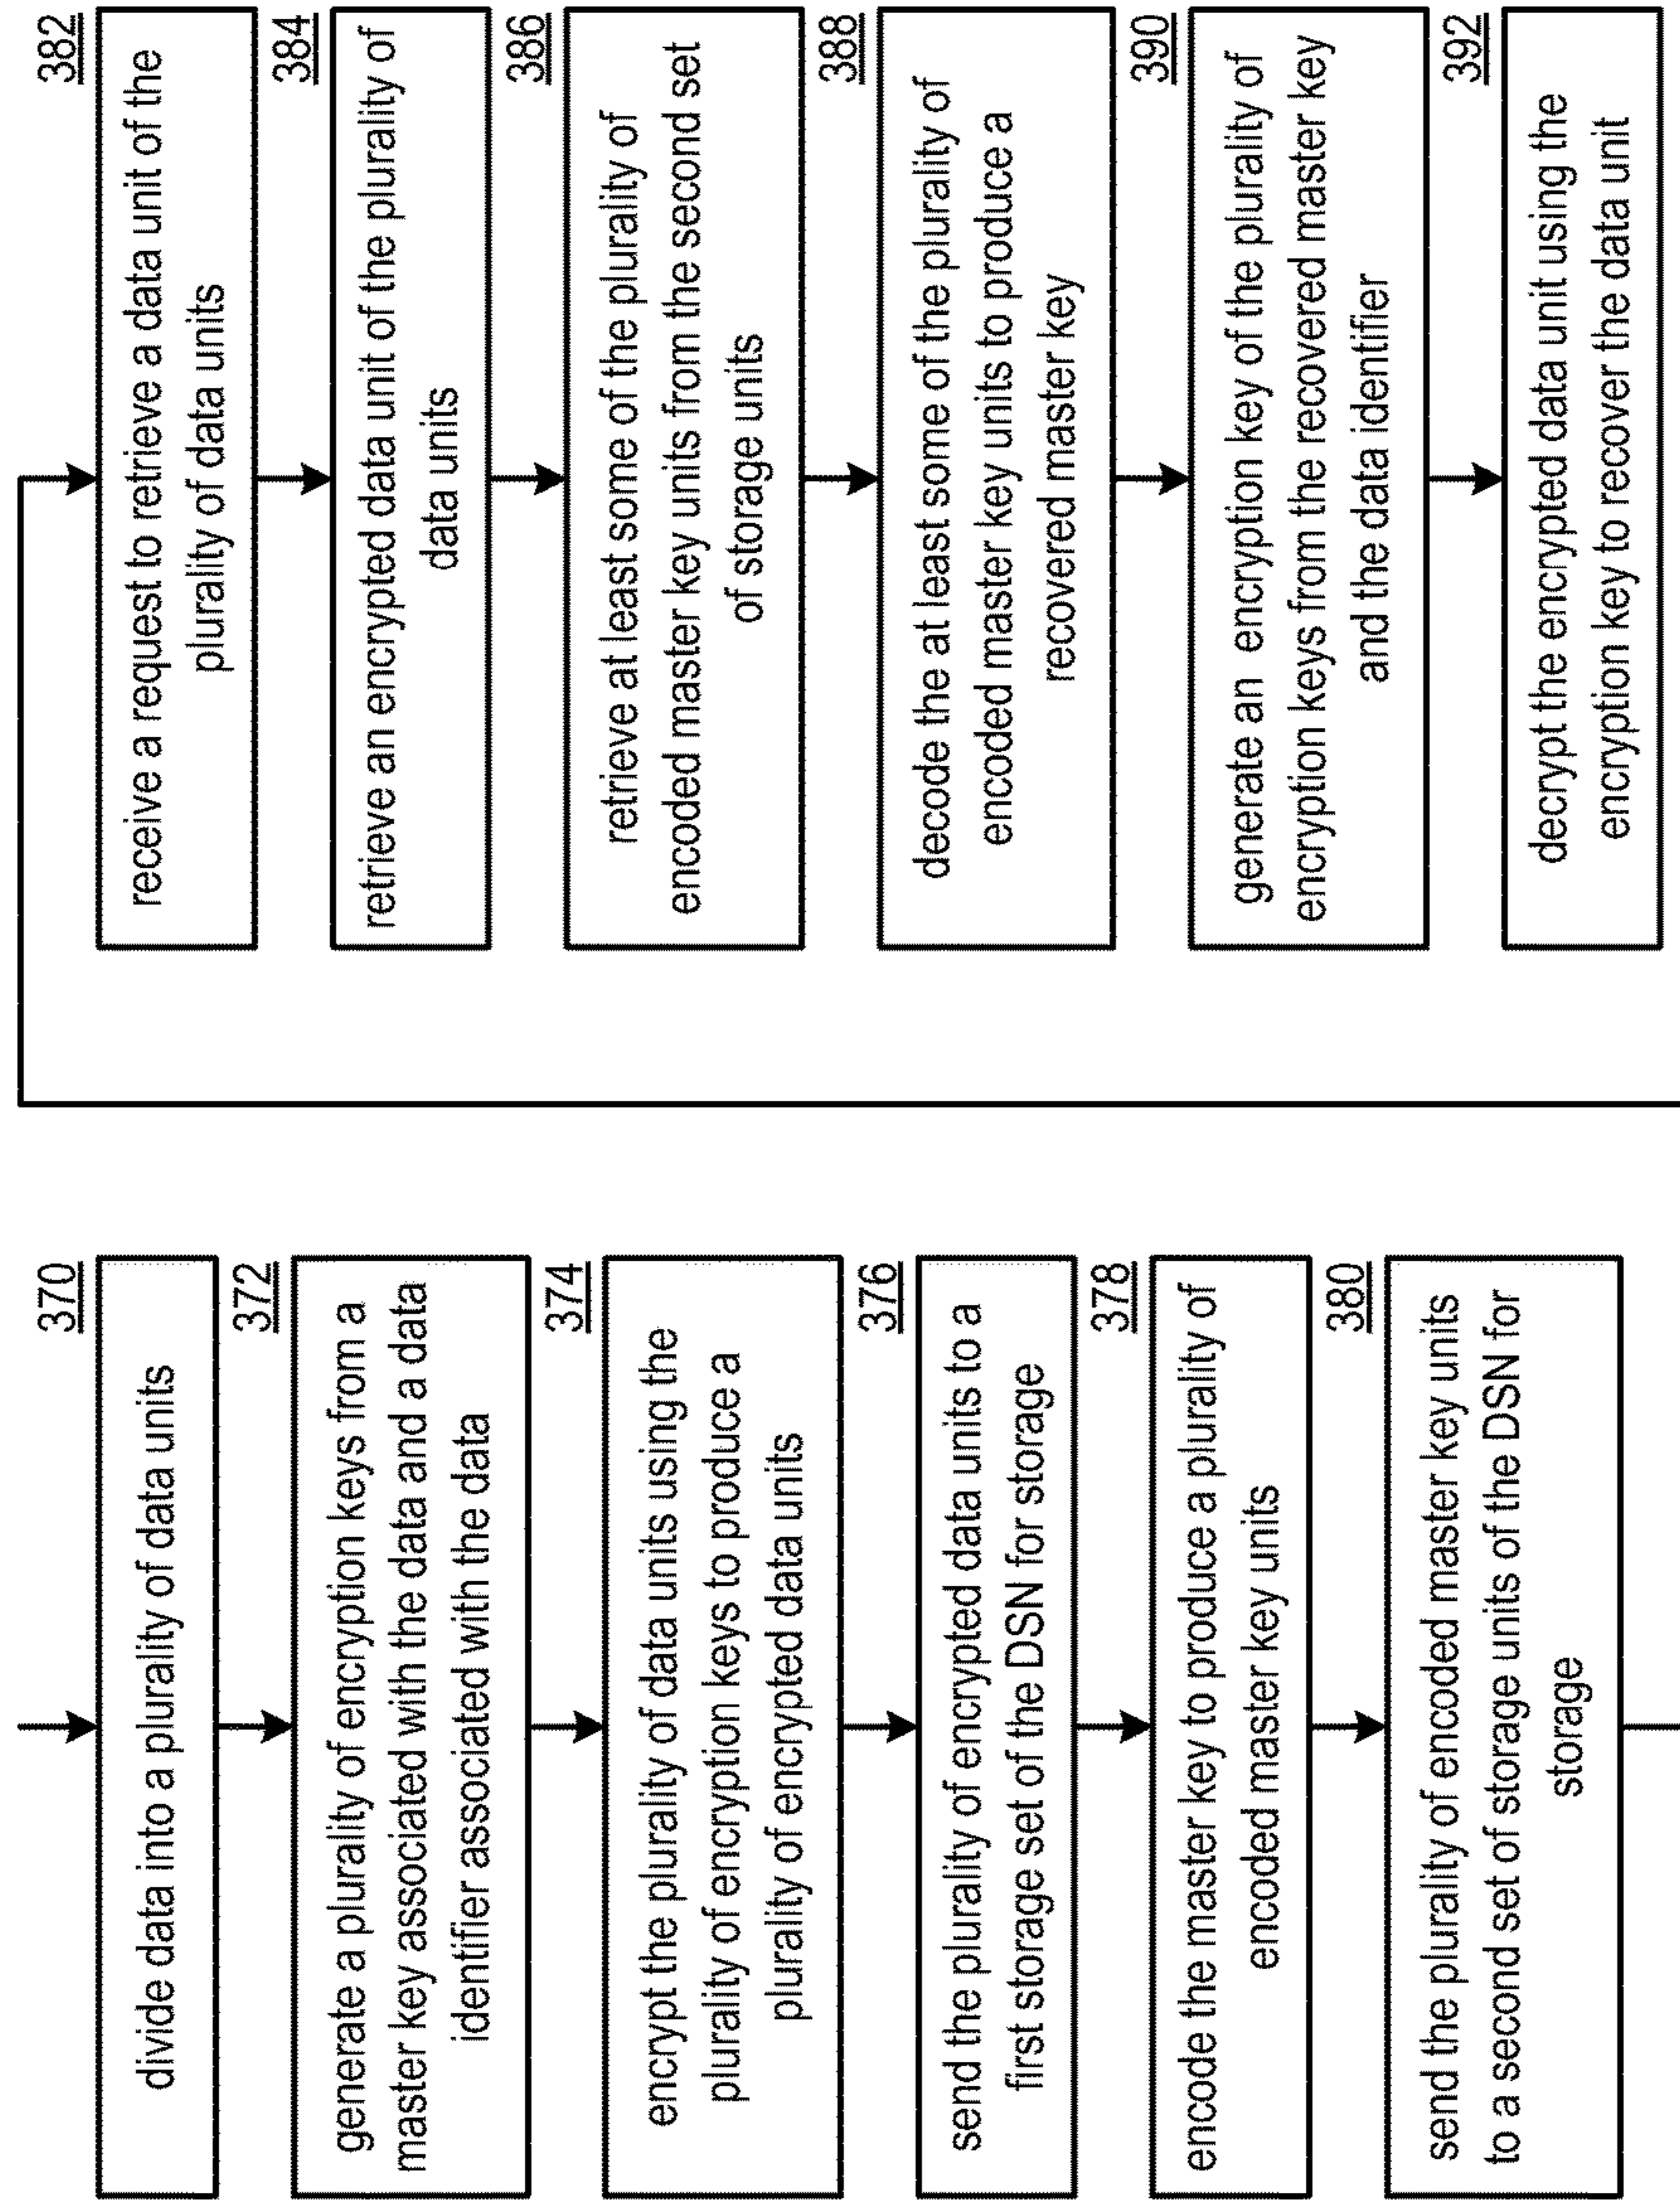 370
divide data into a plurality of data units
372
generate a plurality of encryption keys from a
master key associated with the data and a data
identifier associated with the data
374
encrypt the plurality of data units using the
plurality of encryption keys to produce a
plurality of encrypted data units
376
send the plurality of encrypted data units to a
first storage set of the DSN for storage
378
encode the master key to produce a plurality of
encoded master key units
380
send the plurality of encoded master key units
to a second set of storage units of the DSN for
storage
382
receive a request to retrieve a data unit of the
plurality of data units
384
retrieve an encrypted data unit of the plurality of
data units
386
retrieve at least some of the plurality of
encoded master key units from the second set
of storage units
388
decode the at least some of the plurality of
encoded master key units to produce a
recovered master key
390
generate an encryption key of the plurality of
encryption keys from the recovered master key
and the data identifier
392
decrypt the encrypted data unit using the
encryption key to recover the data unit